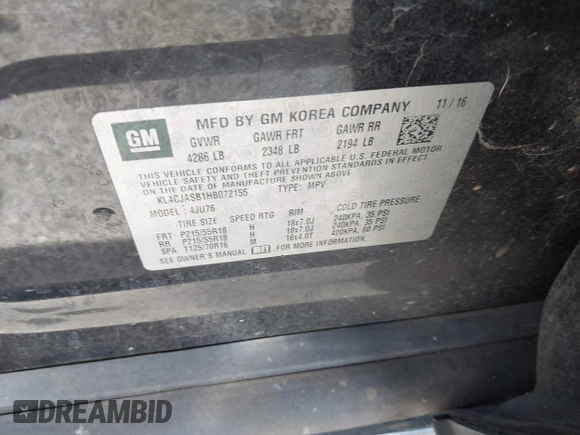 GM
MFD BY GM KOREA COMPANY 11/16
GVWR GAWR FRT GAWR RR
4286 LB 2348 LB 2194 LB
THIS VEHICLE CONFORMS TO ALL APPLICABLE U.S. FEDERAL MOTOR
VEHICLE SAFETY AND THEFT PREVENTION STANDARDS IN EFFECT
ON THE DATE OF MANUFACTURE SHOWN ABOVE
KL4CJASB1HB072155 TYPE: MPV
MODEL: 4JU76
TIRE SIZE SPEED RTG RIM COLD TIRE PRESSURE
FRT P215/55R18 H 18x7.0J 240KPA, 35 PSI
RR P215/55R18 H 18x7.0J 240KPA, 35 PSI
SPA T125/70R16 M 16x4.0T 420KPA, 60 PSI
SEE OWNER'S MANUAL FOR MORE INFORMATION
DREAMBID